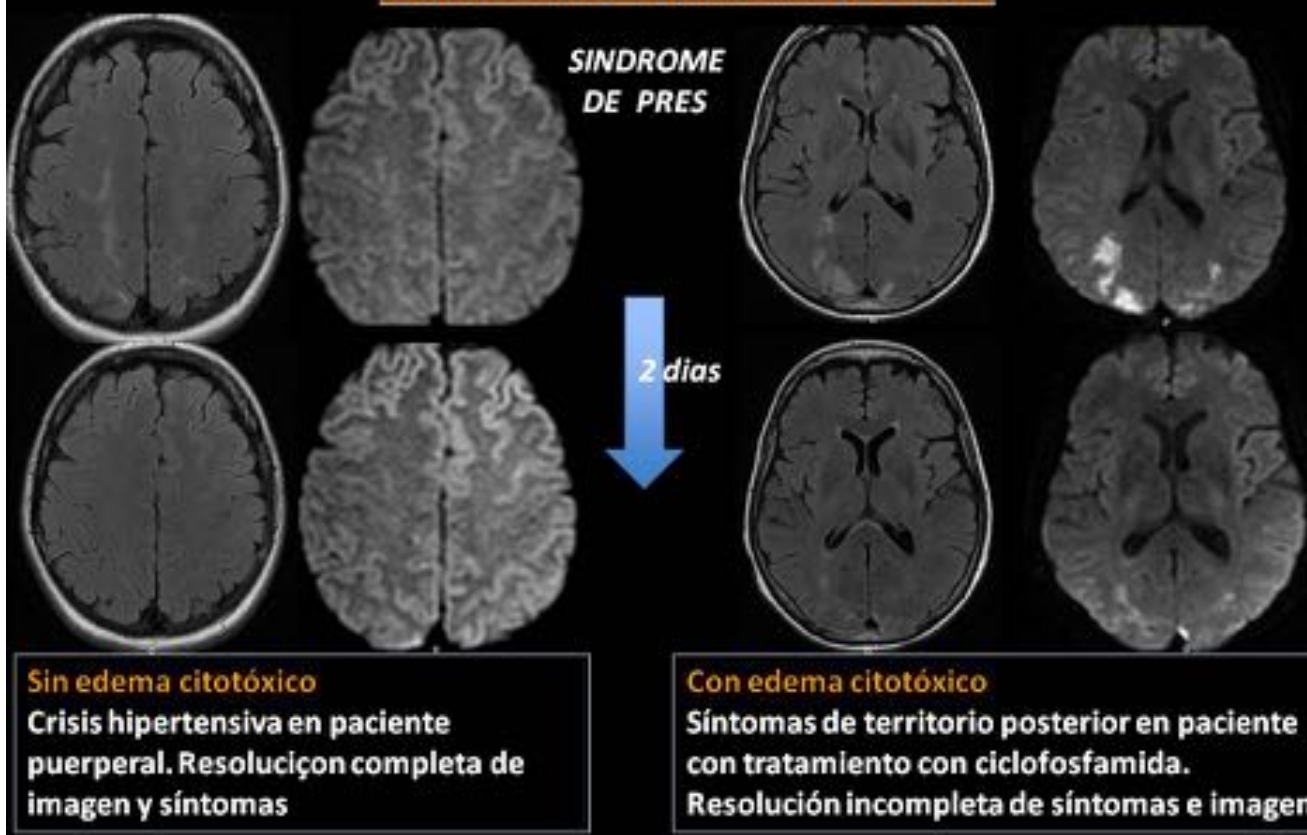 SINDROME
DE PRES
2 dias
Sin edema citotóxico
Crisis hipertensiva en paciente
puerperal. Resoluciçon completa de
imagen y síntomas
Con edema citotóxico
Síntomas de territorio posterior en paciente
con tratamiento con ciclofosfamida.
Resolución incompleta de síntomas e imagen